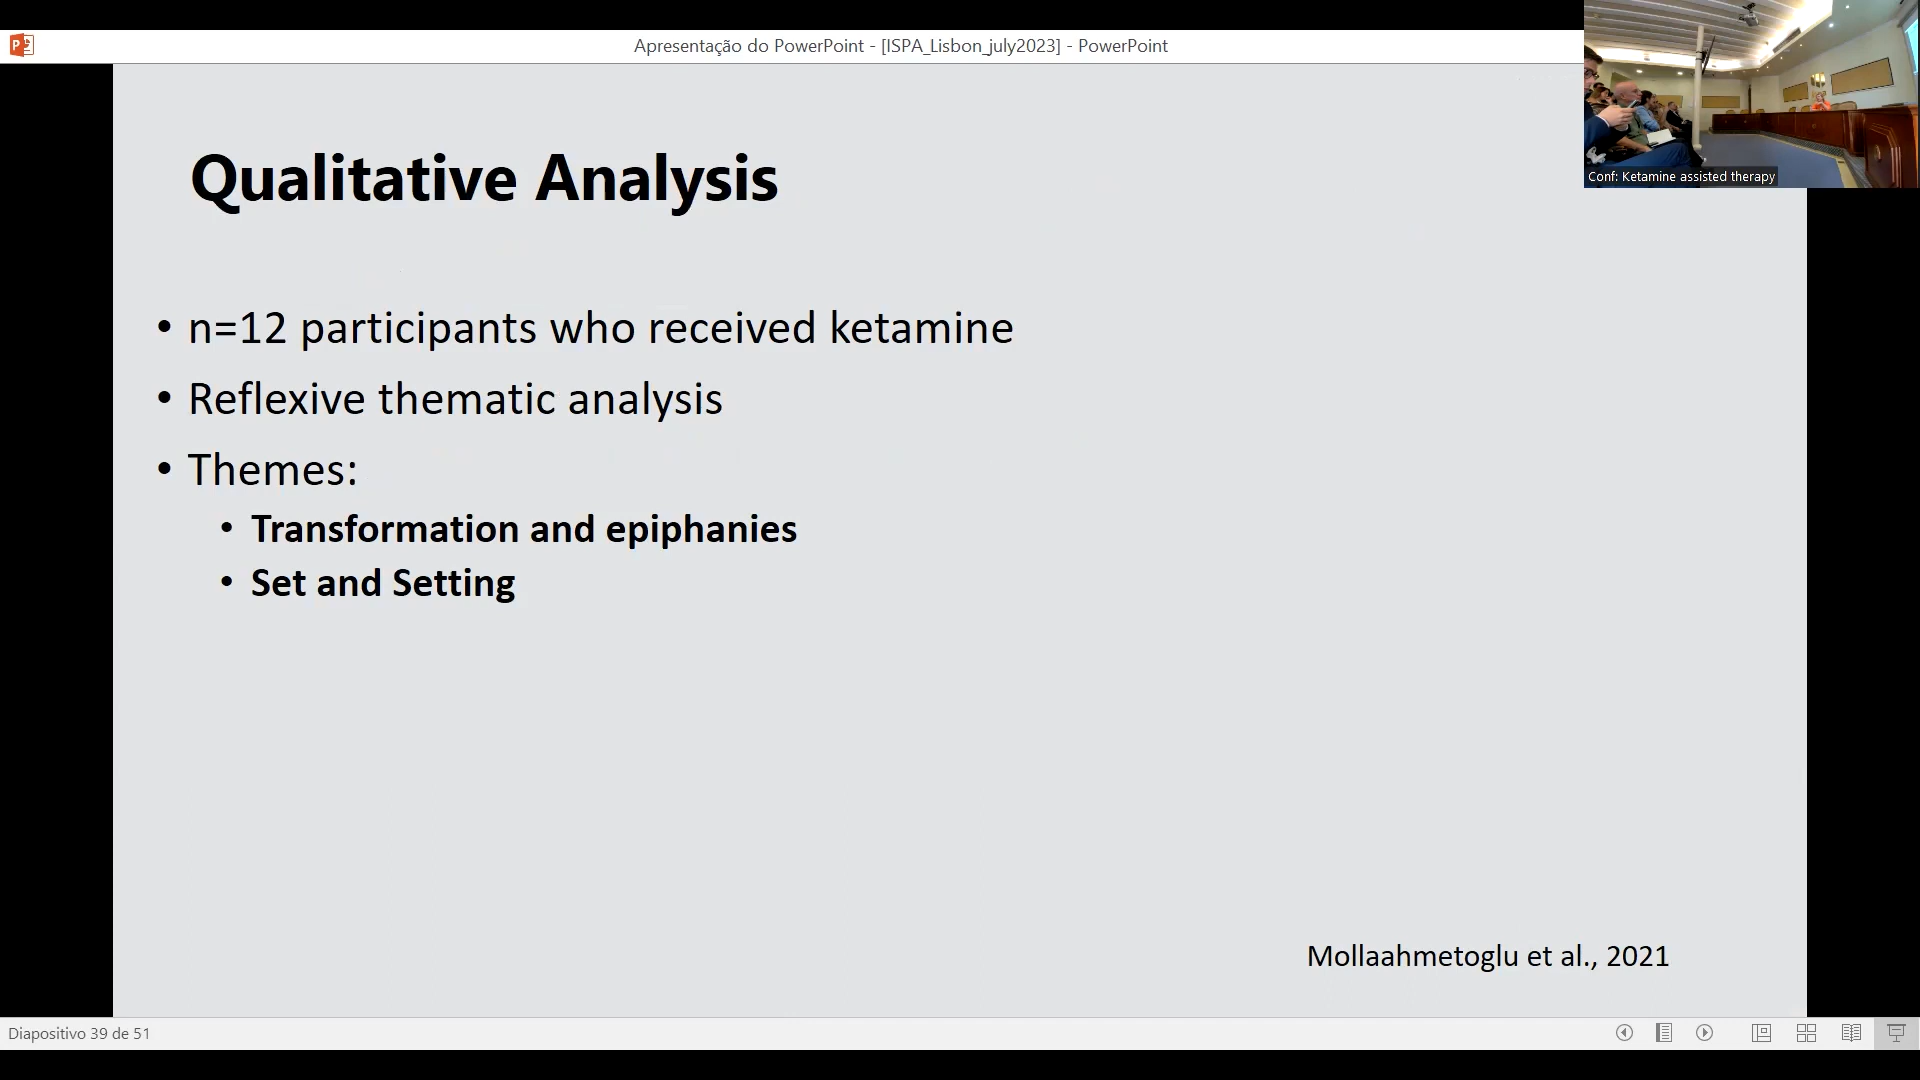 Apresentação do PowerPoint - [ISPA_Lisbon_july2023] - PowerPoint
Conf: Ketamine assisted therapy
Qualitative Analysis
• n=12 participants who received ketamine
• Reflexive thematic analysis
• Themes:
• Transformation and epiphanies
• Set and Setting
Mollaahmetoglu et al., 2021
Diapositivo 39 de 51